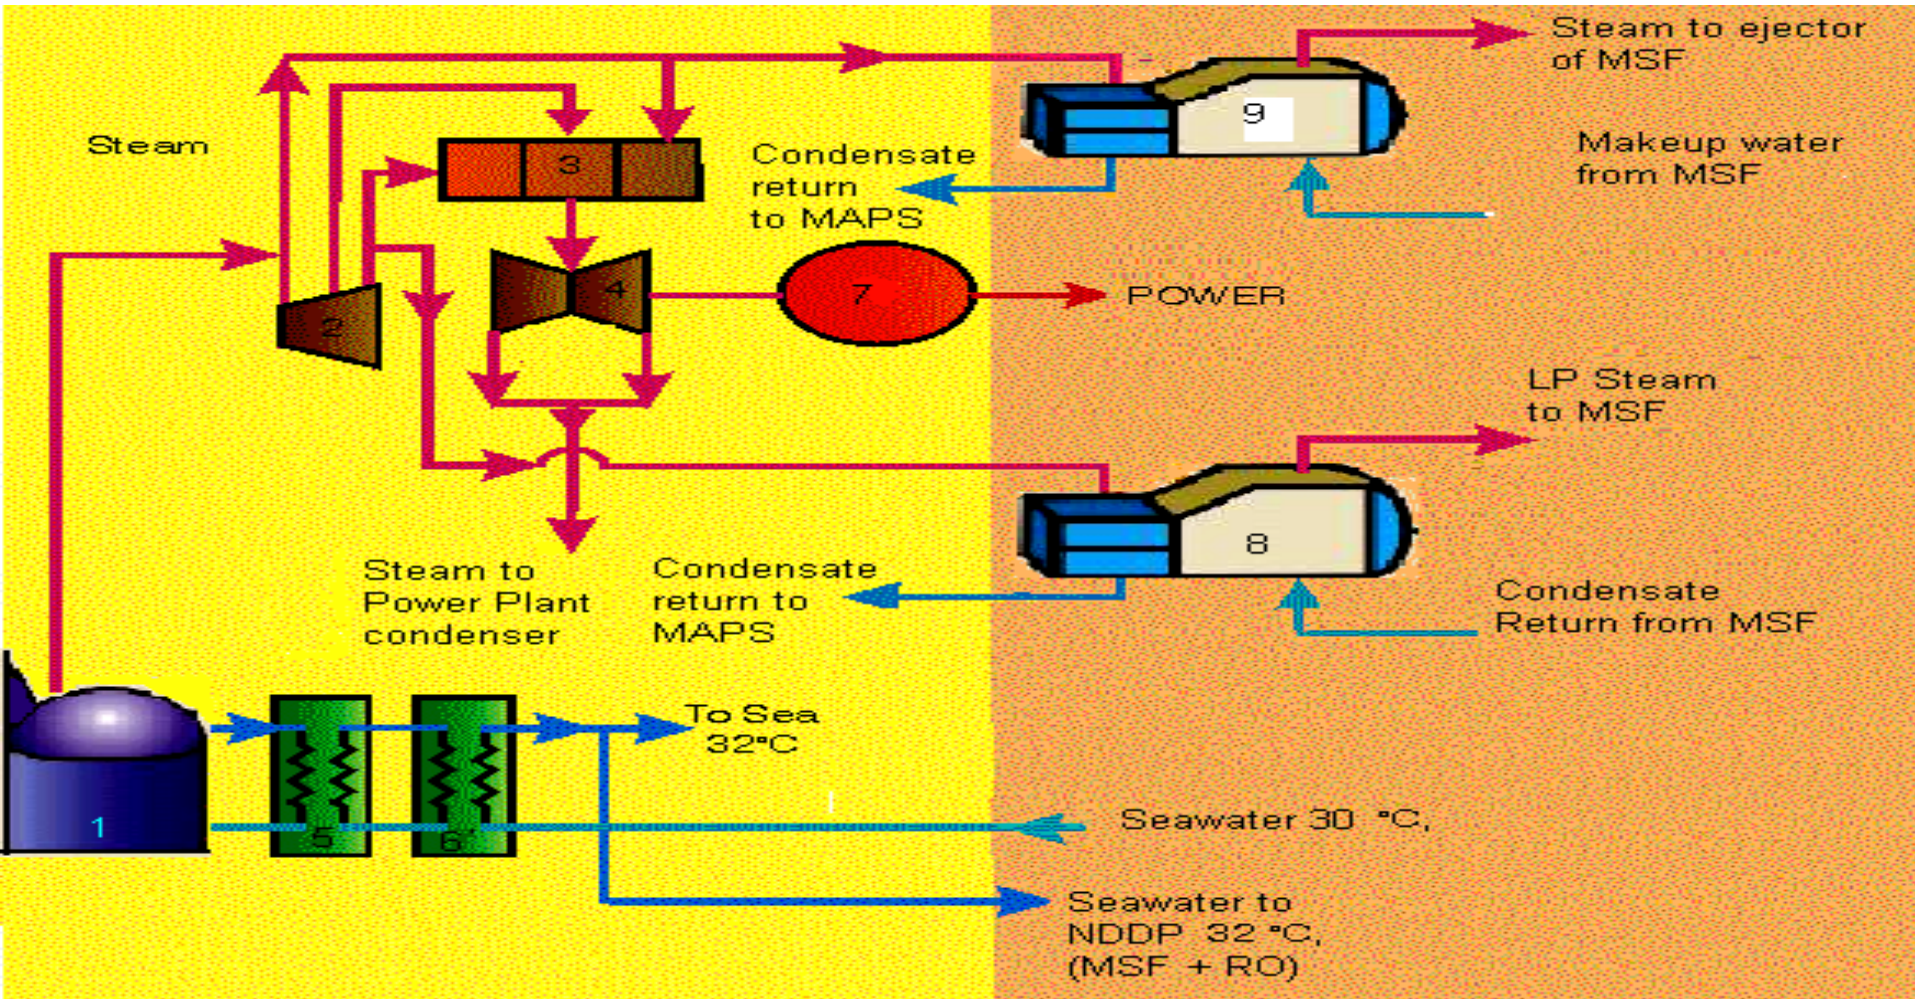 Steam to ejector
of MSF
9
Makeup water
from MSF
Steam
3
Condensate
return
to MAPS
2
4
7
POWER
LP Steam
to MSF
8
Steam to
Power Plant
condenser
Condensate
return to
MAPS
Condensate
Return from MSF
To Sea
32°C
1
5
6'
Seawater 30 °C,
Seawater to
NDDP 32 °C,
(MSF + RO)